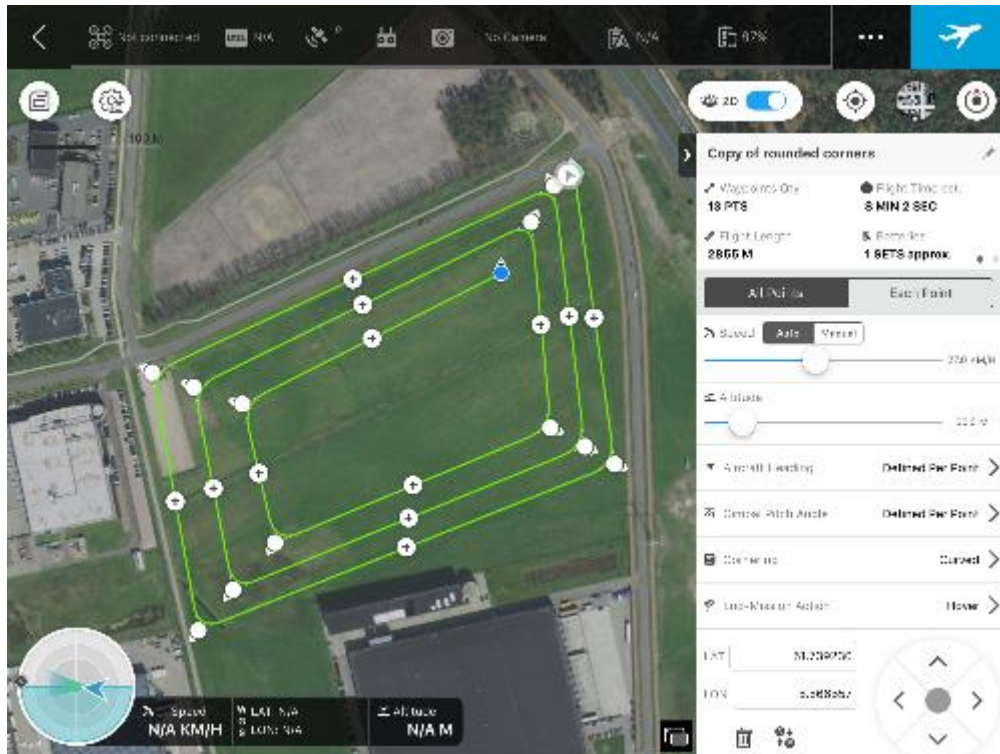 Not connected
N/A
No Camera
N/A
87%
2D
Copy of rounded corners
Waypoints Qty
Flight Time est.
18 PTS
8 MIN 2 SEC
Flight Length
Batteries
1 SETS approx.
All Points
Each Point
Speed
Auto
Manual
KM/H
Altitude
M
Aircraft Heading
Defined Per Point
Gimbal Pitch Angle
Defined Per Point
Cornering
Curved
End-Mission Action
Hover
LAT
LON
Speed
N/A KM/H
LAT: N/A
LON: N/A
Altitude
N/A M